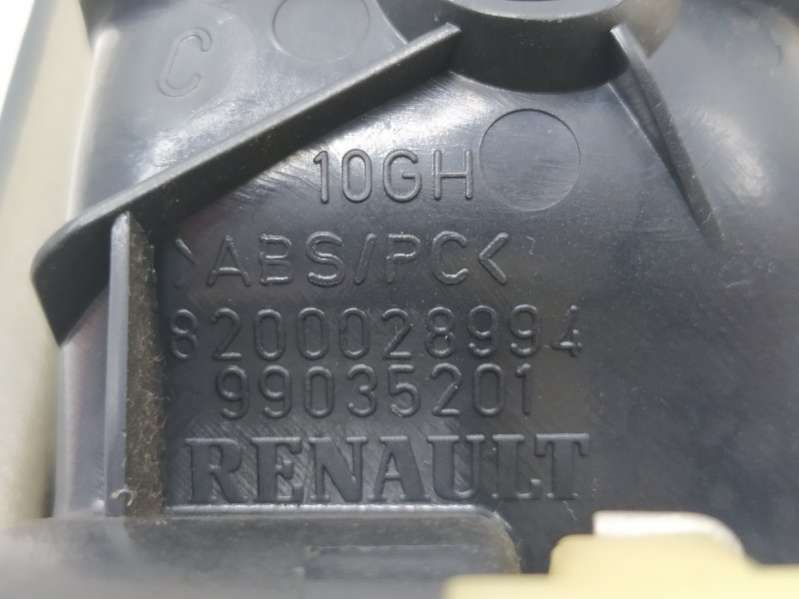 C
10GH
>ABS/PC<
8200028994
99035201
RENAULT